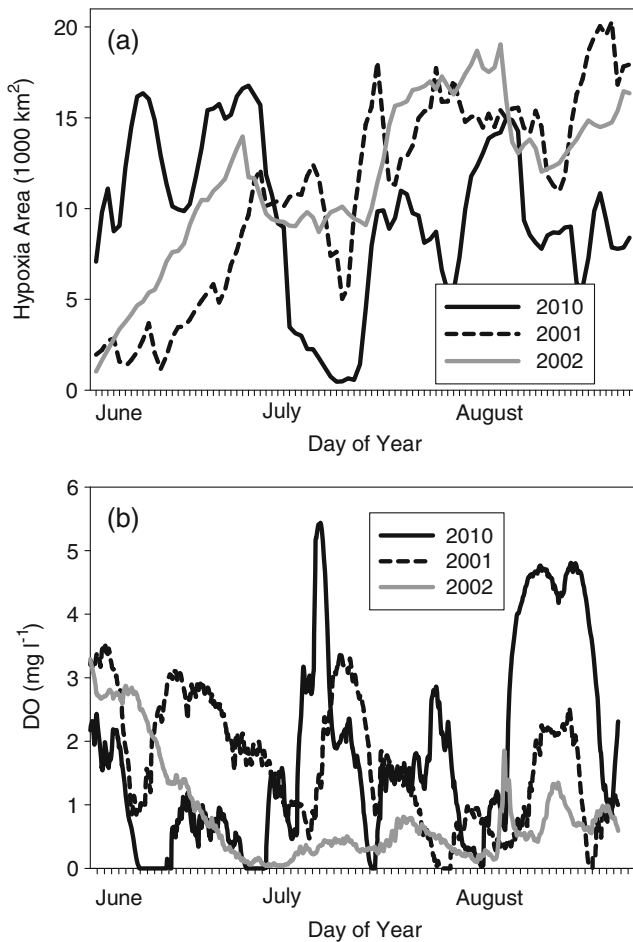 (a)
Hypoxia Area (1000 km²)
20
15
10
5
0
2010
2001
2002
June July August
Day of Year
(b)
DO (mg l⁻¹)
6
5
4
3
2
1
0
2010
2001
2002
June July August
Day of Year